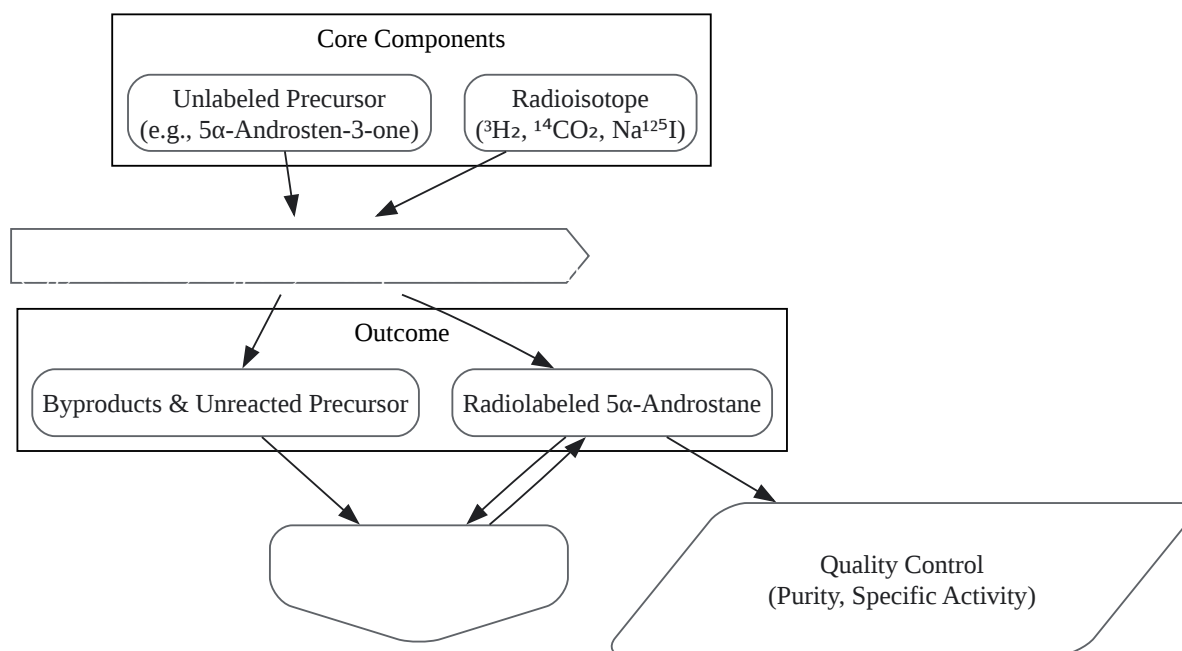 Core Components
Unlabeled Precursor
(e.g., 5α-Androsten-3-one)
Radioisotope
(³H₂, ¹⁴CO₂, Na¹²⁵I)
Outcome
Byproducts & Unreacted Precursor
Radiolabeled 5α-Androstane
Quality Control
(Purity, Specific Activity)